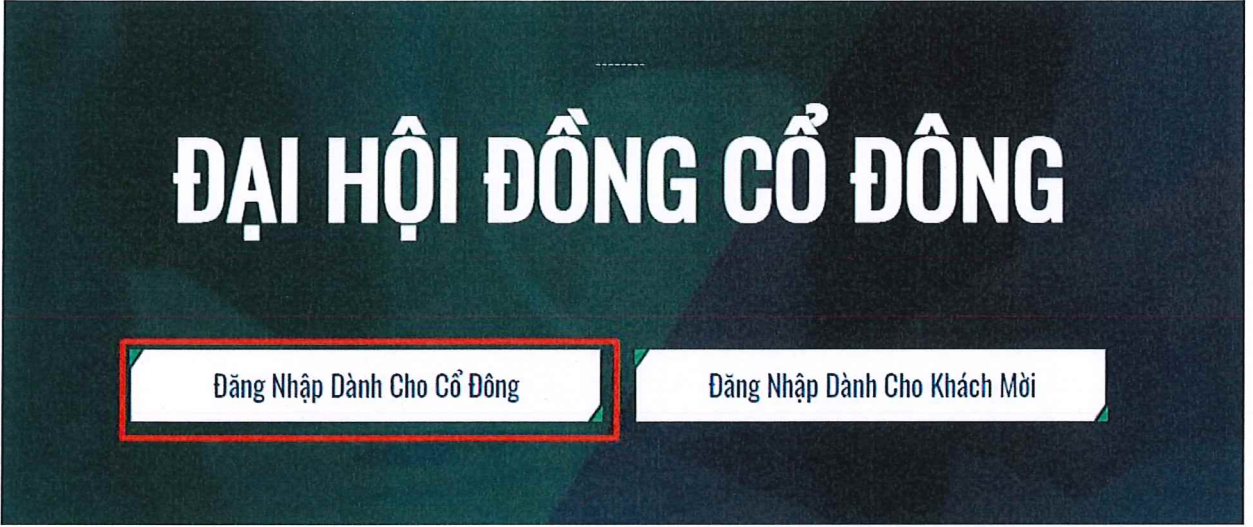 ĐẠI HỘI ĐỒNG CỔ ĐÔNG
Đăng Nhập Dành Cho Cổ Đông
Đăng Nhập Dành Cho Khách Mời